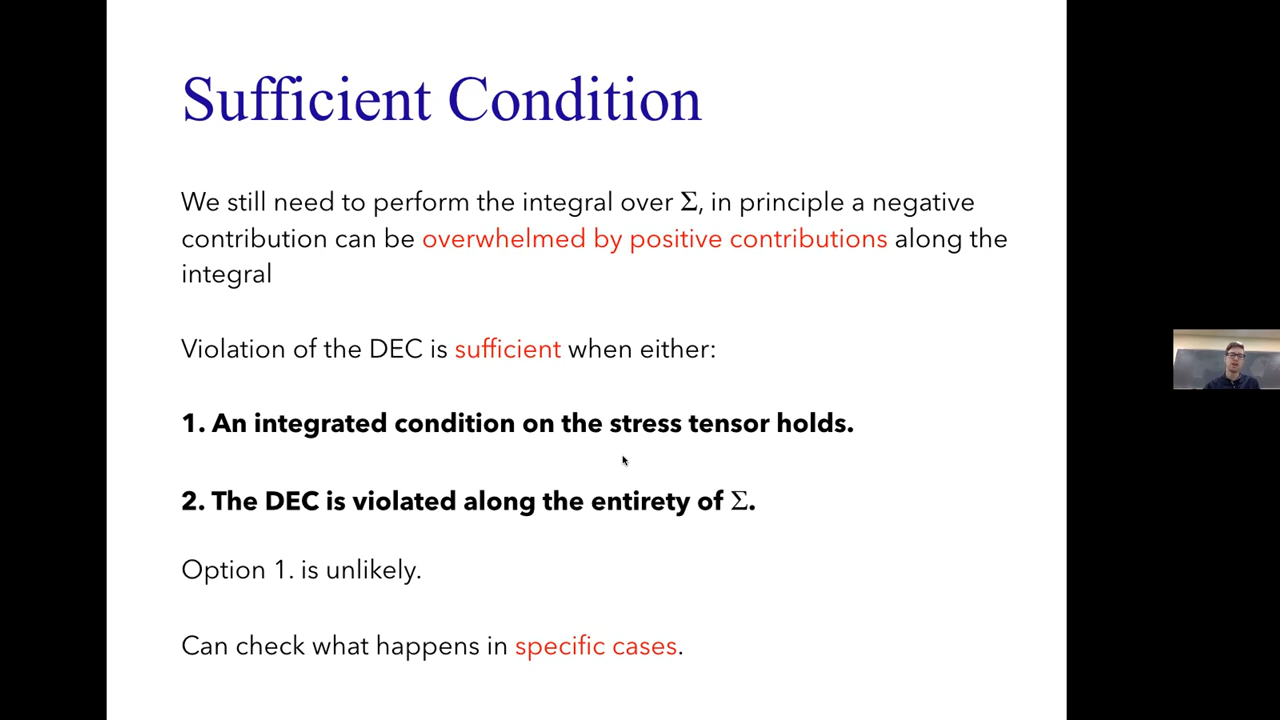 Sufficient Condition
We still need to perform the integral over Σ, in principle a negative
contribution can be overwhelmed by positive contributions along the
integral
Violation of the DEC is sufficient when either:
1. An integrated condition on the stress tensor holds.
2. The DEC is violated along the entirety of Σ.
Option 1. is unlikely.
Can check what happens in specific cases.